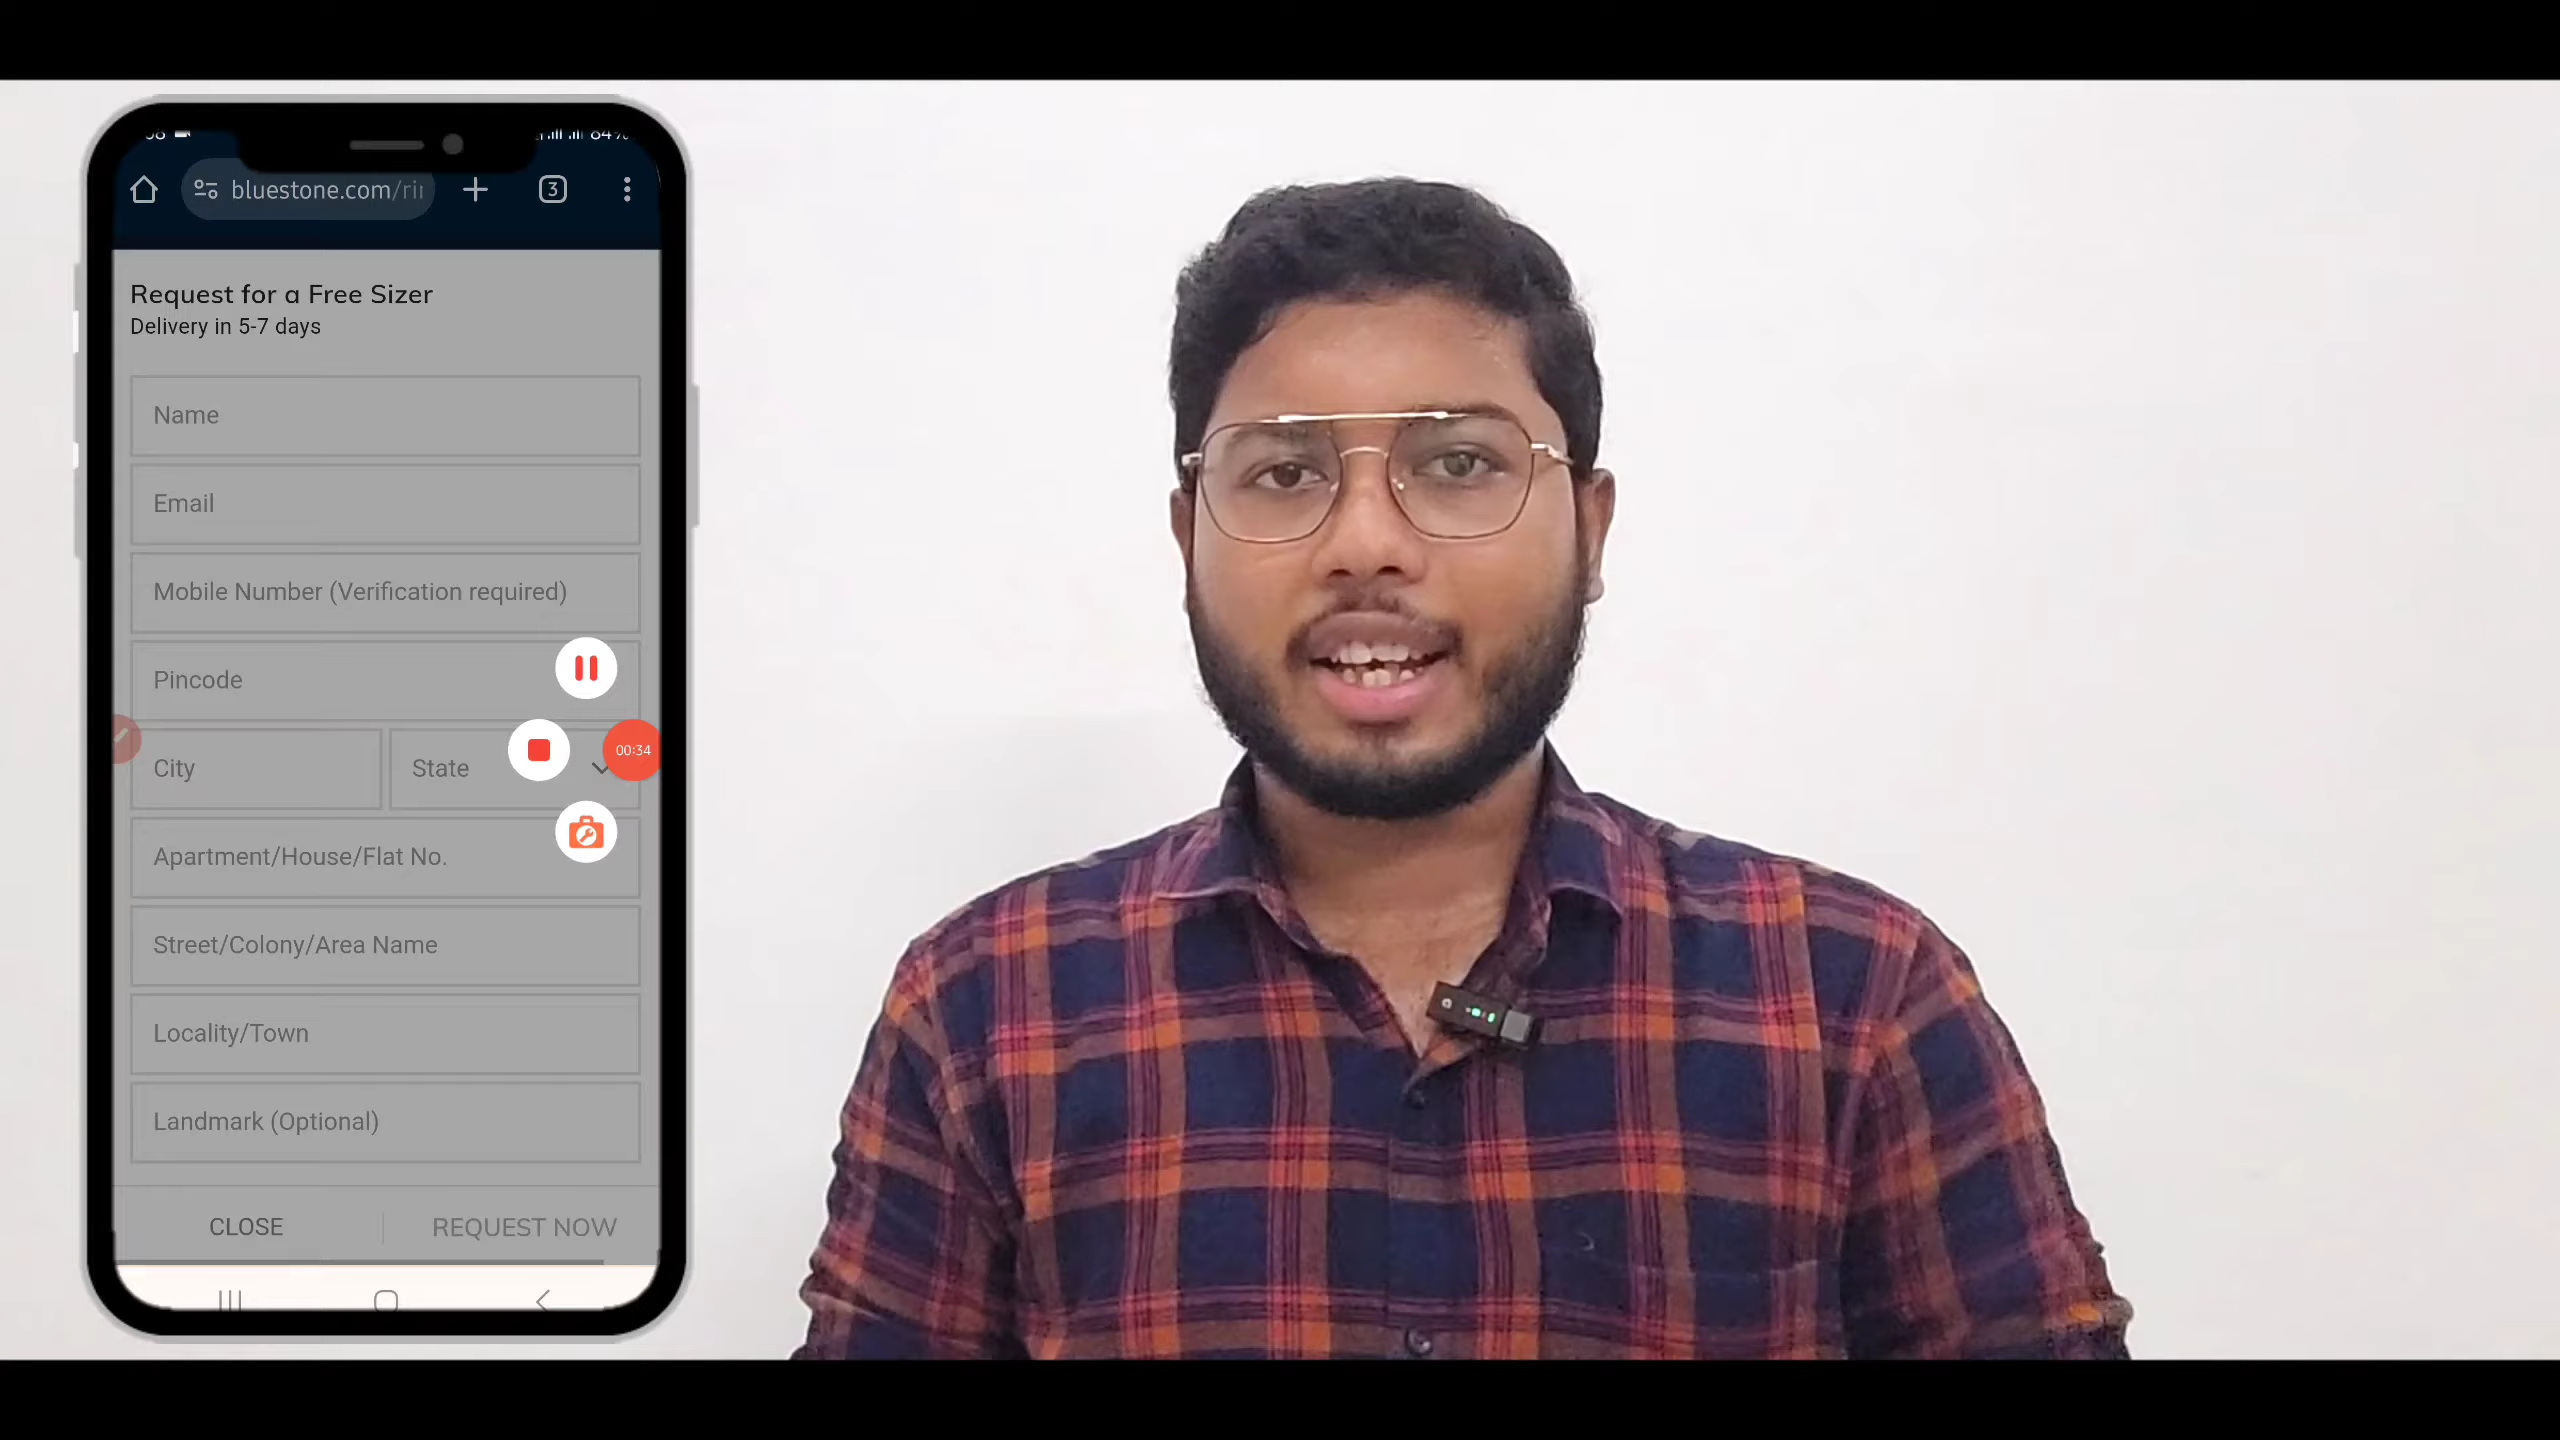 bluestone.com/rin
3
Request for a Free Sizer
Delivery in 5-7 days
Name
Email
Mobile Number (Verification required)
Pincode
City
State
00:34
Apartment/House/Flat No.
Street/Colony/Area Name
Locality/Town
Landmark (Optional)
CLOSE
REQUEST NOW